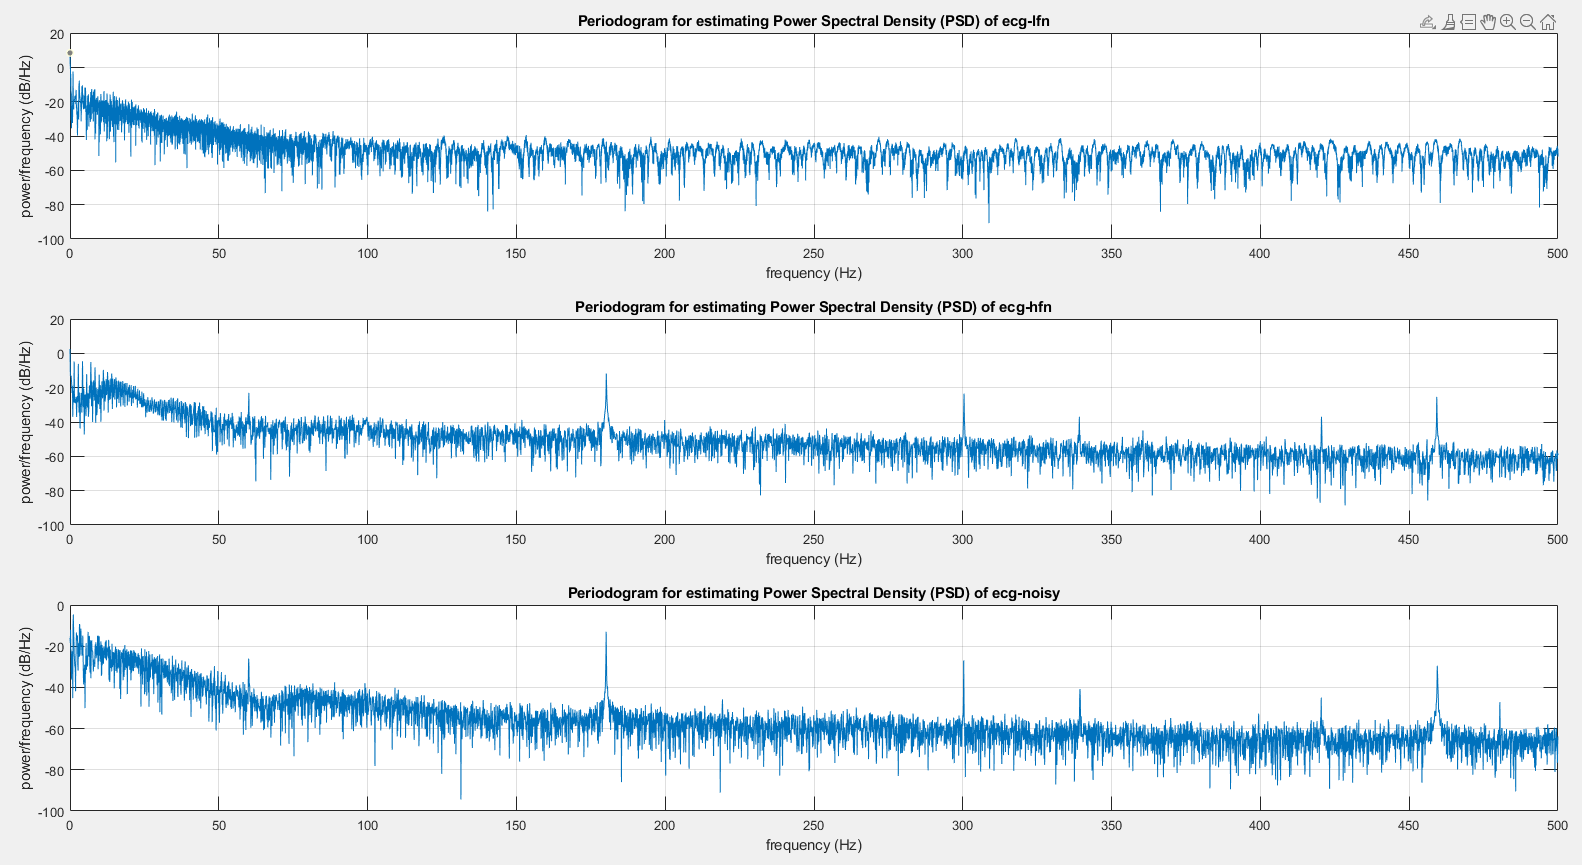 Periodogram for estimating Power Spectral Density (PSD) of ecg-lfn
power/frequency (dB/Hz)
20
0
-20
-40
-60
-80
-100
0 50 100 150 200 250 300 350 400 450 500
frequency (Hz)
Periodogram for estimating Power Spectral Density (PSD) of ecg-hfn
power/frequency (dB/Hz)
20
0
-20
-40
-60
-80
-100
0 50 100 150 200 250 300 350 400 450 500
frequency (Hz)
Periodogram for estimating Power Spectral Density (PSD) of ecg-noisy
power/frequency (dB/Hz)
0
-20
-40
-60
-80
-100
0 50 100 150 200 250 300 350 400 450 500
frequency (Hz)